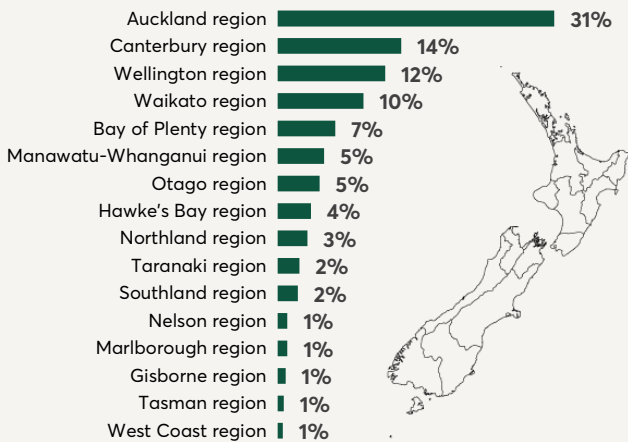 Auckland region 31%
Canterbury region 14%
Wellington region 12%
Waikato region 10%
Bay of Plenty region 7%
Manawatu-Whanganui region 5%
Otago region 5%
Hawke's Bay region 4%
Northland region 3%
Taranaki region 2%
Southland region 2%
Nelson region 1%
Marlborough region 1%
Gisborne region 1%
Tasman region 1%
West Coast region 1%